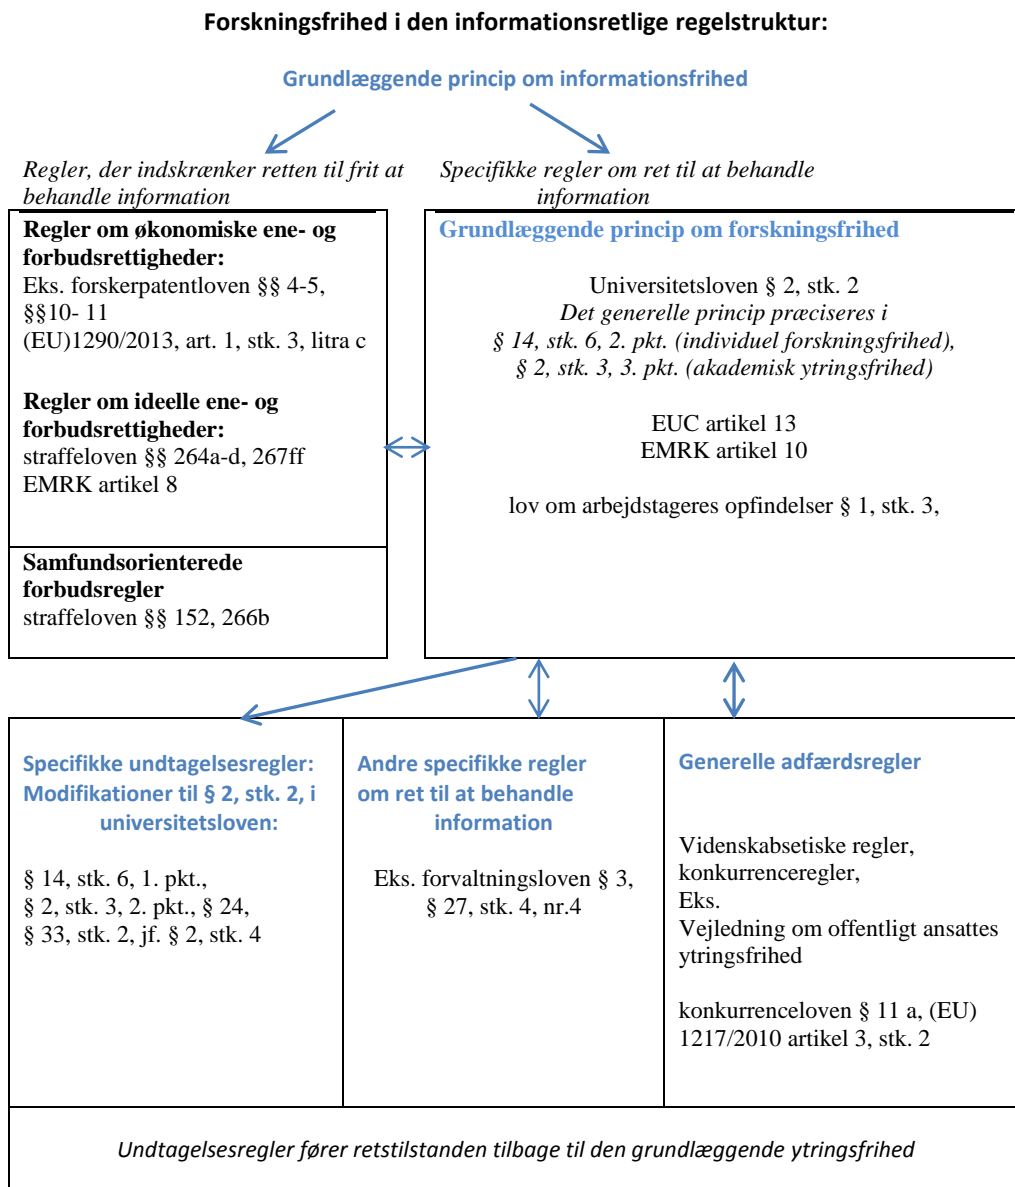 Forskningsfrihed i den informationsretlige regelstruktur:
Grundlæggende princip om informationsfrihed
Regler, der indskrænker retten til frit at
behandle information
Specifikke regler om ret til at behandle
information
Regler om økonomiske ene- og
forbudsrettigheder:
Eks. forskerpatentloven §§ 4-5,
§§10- 11
(EU)1290/2013, art. 1, stk. 3, litra c
Regler om ideelle ene- og
forbudsrettigheder:
straffeloven §§ 264a-d, 267ff
EMRK artikel 8
Samfundsorienterede
forbudsregler
straffeloven §§ 152, 266b
Grundlæggende princip om forskningsfrihed
Universitetsloven § 2, stk. 2
Det generelle princip præciseres i
§ 14, stk. 6, 2. pkt. (individuel forskningsfrihed),
§ 2, stk. 3, 3. pkt. (akademisk ytringsfrihed)
EUC artikel 13
EMRK artikel 10
lov om arbejdstageres opfindelser § 1, stk. 3,
Specifikke undtagelsesregler:
Modifikationer til § 2, stk. 2, i
universitetsloven:
§ 14, stk. 6, 1. pkt.,
§ 2, stk. 3, 2. pkt., § 24,
§ 33, stk. 2, jf. § 2, stk. 4
Andre specifikke regler
om ret til at behandle
information
Eks. forvaltningsloven § 3,
§ 27, stk. 4, nr.4
Generelle adfærdsregler
Videnskabsetiske regler,
konkurrenceregler,
Eks.
Vejledning om offentligt ansattes
ytringsfrihed
konkurrenceloven § 11 a, (EU)
1217/2010 artikel 3, stk. 2
Undtagelsesregler fører retstilstanden tilbage til den grundlæggende ytringsfrihed